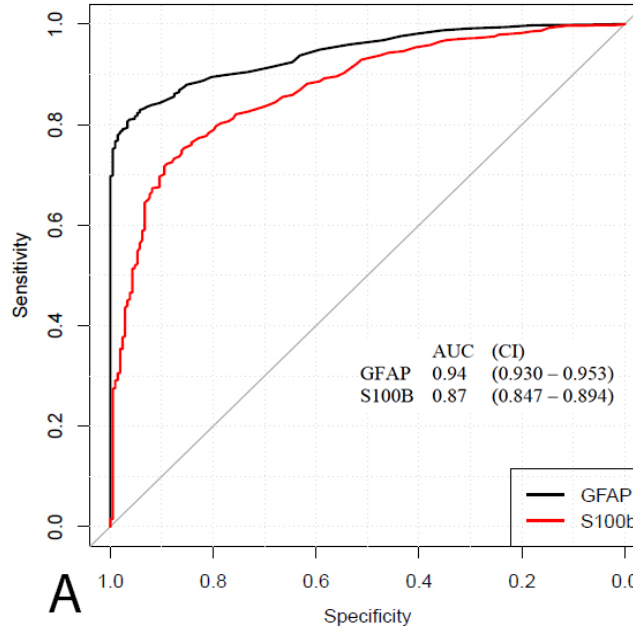 1.0
0.8
0.6
0.4
0.2
0.0
Sensitivity
AUC (CI)
GFAP 0.94 (0.930 – 0.953)
S100B 0.87 (0.847 – 0.894)
GFAP
S100b
1.0 0.8 0.6 0.4 0.2 0.0
A
Specificity